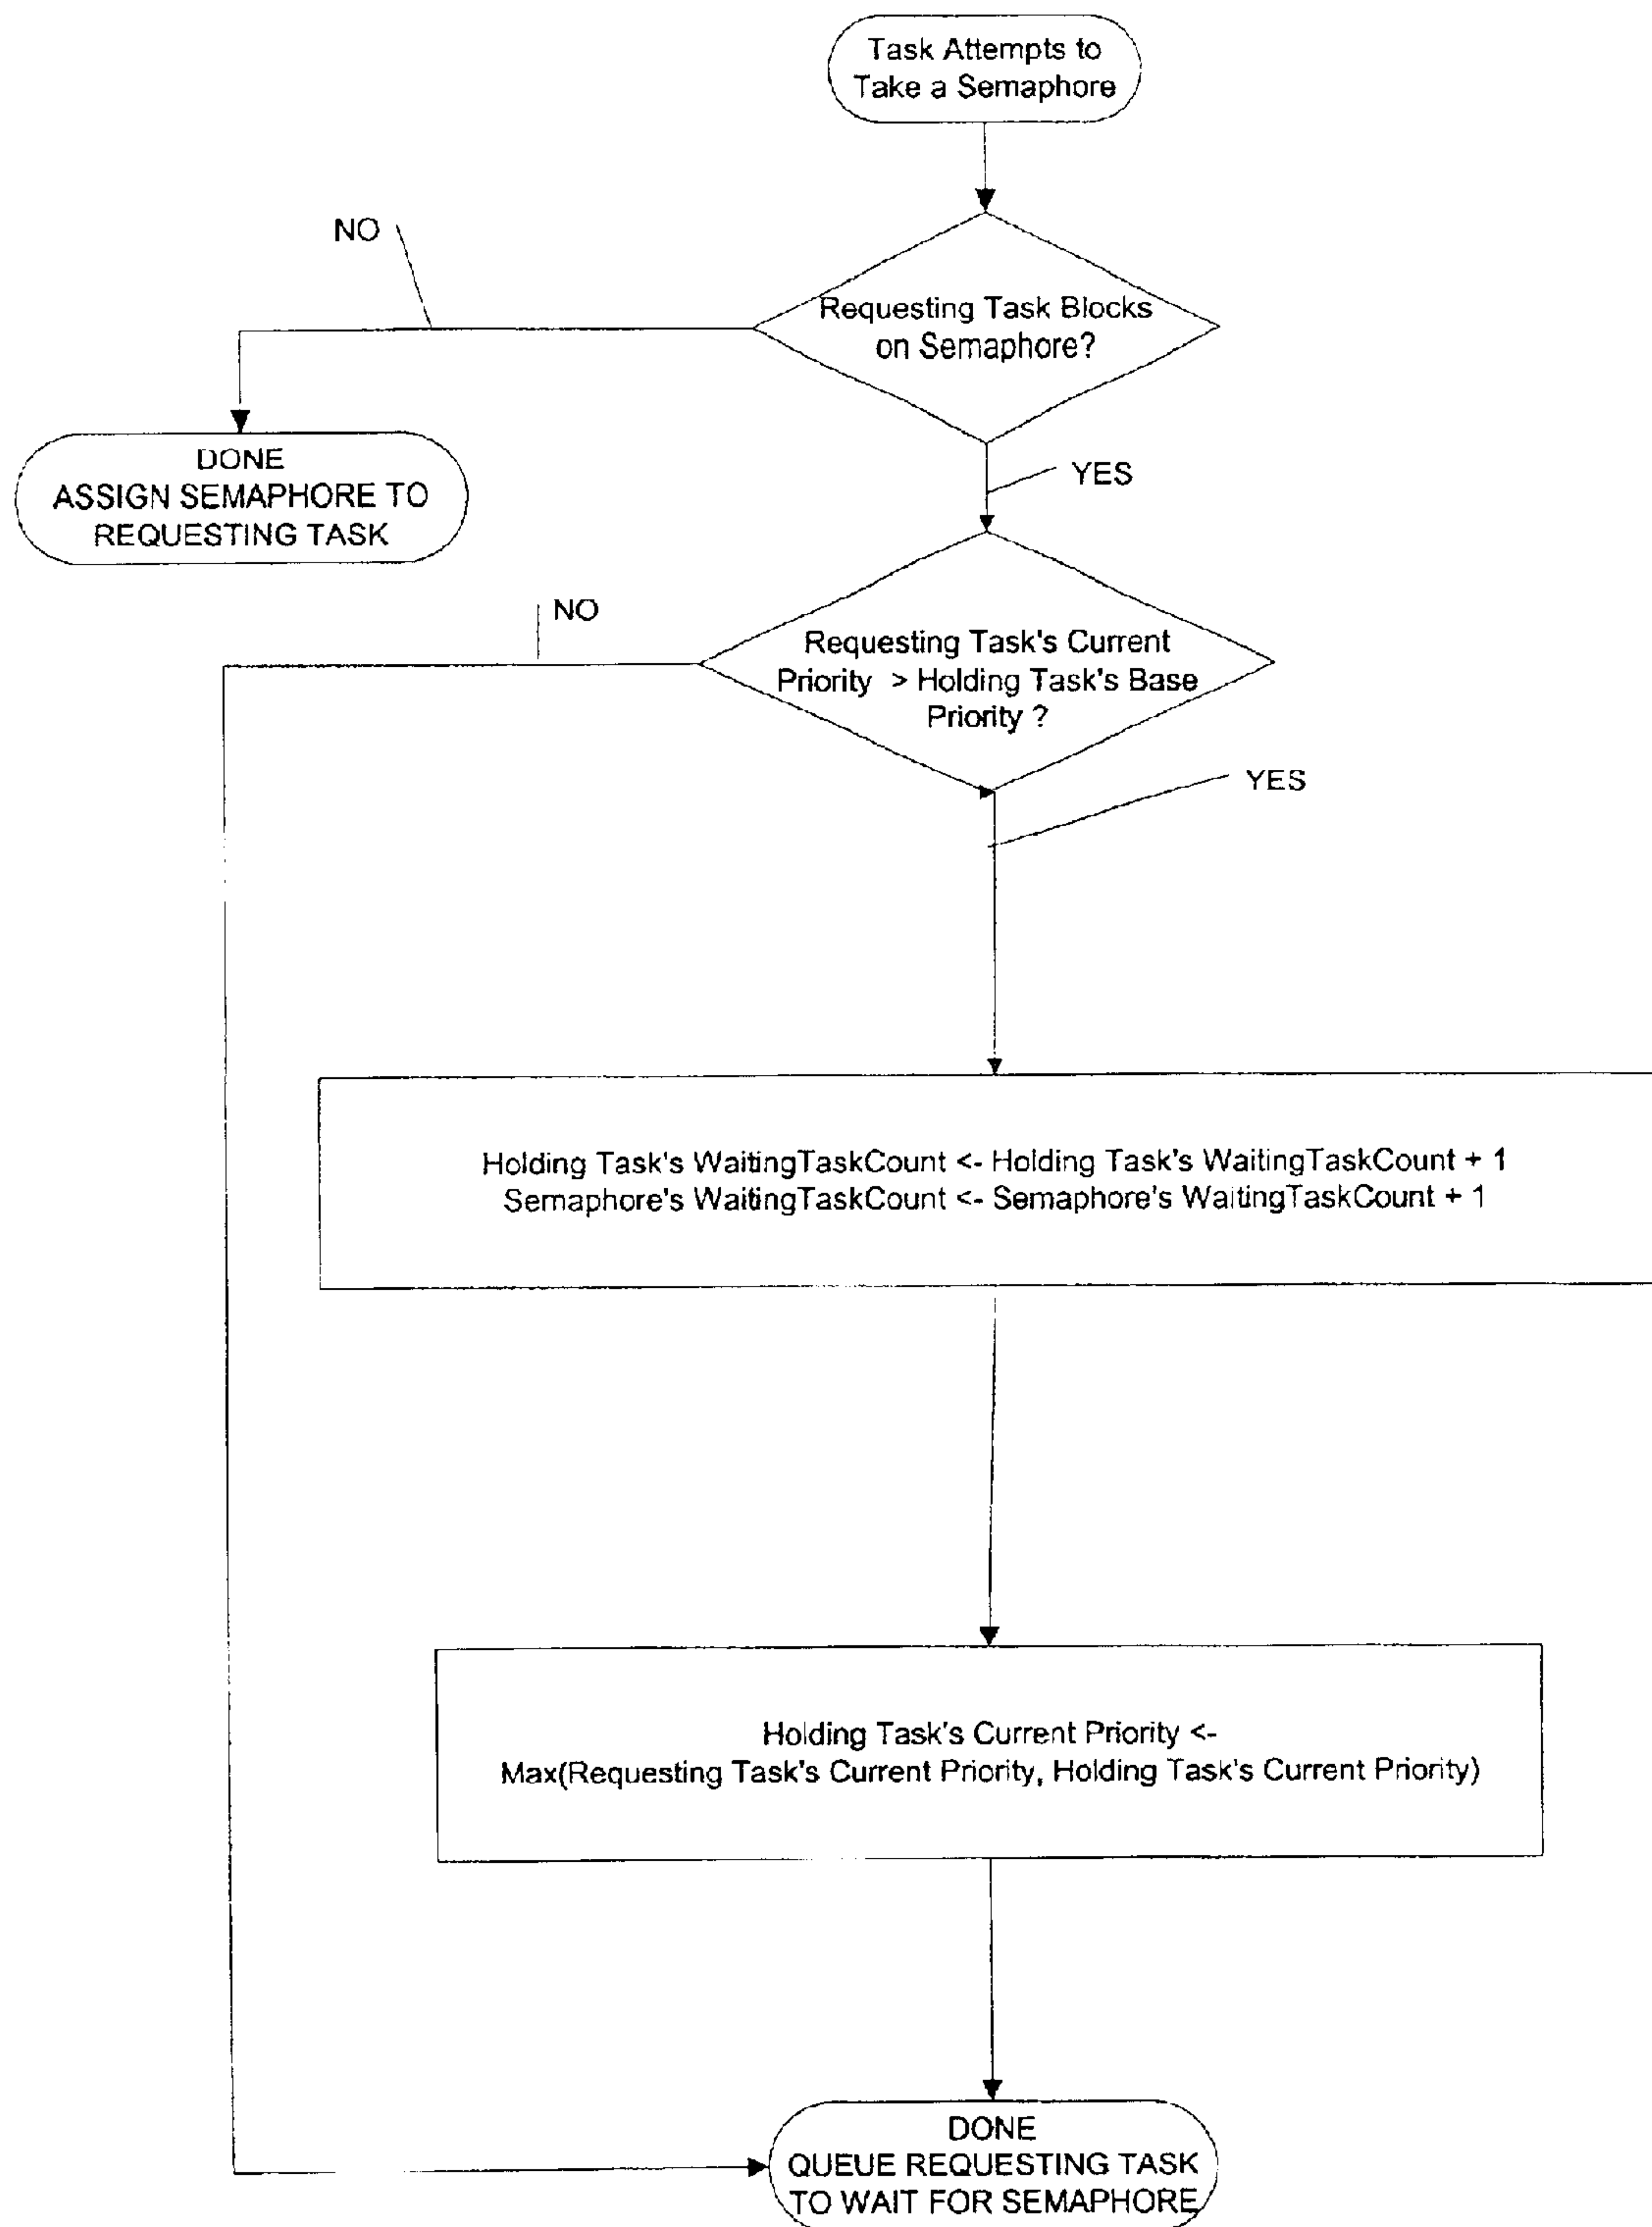 Task Attempts to
Take a Semaphore
NO
Requesting Task Blocks
on Semaphore?
DONE
ASSIGN SEMAPHORE TO
REQUESTING TASK
YES
NO
Requesting Task's Current
Priority > Holding Task's Base
Priority ?
YES
Holding Task's WaitingTaskCount <- Holding Task's WaitingTaskCount + 1
Semaphore's WaitingTaskCount <- Semaphore's WaitingTaskCount + 1
Holding Task's Current Priority <-
Max(Requesting Task's Current Priority, Holding Task's Current Priority)
DONE
QUEUE REQUESTING TASK
TO WAIT FOR SEMAPHORE